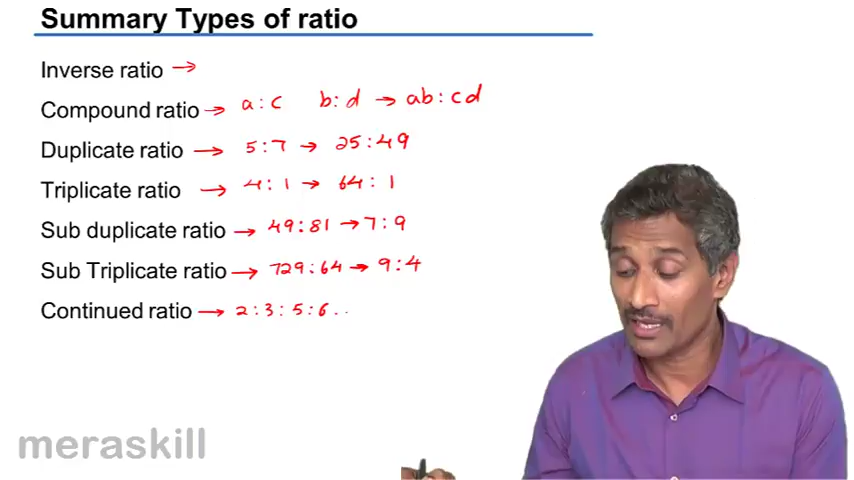 Summary Types of ratio
Inverse ratio →
Compound ratio → a:c b:d → ab:cd
Duplicate ratio → 5:7 → 25:49
Triplicate ratio → 4:1 → 64:1
Sub duplicate ratio → 49:81 → 7:9
Sub Triplicate ratio → 729:64 → 9:4
Continued ratio → 2:3:5:6..
meraskill